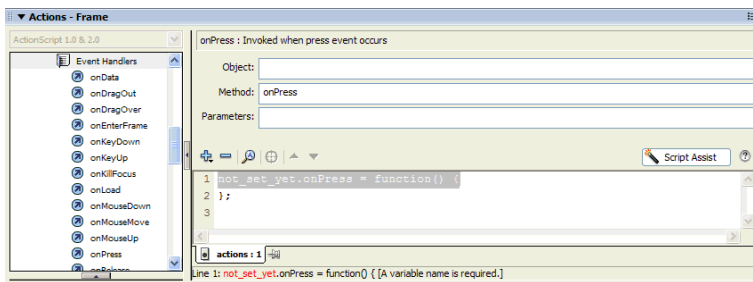 Actions - Frame
ActionScript 1.0 & 2.0
Event Handlers
onData
onDragOut
onDragOver
onEnterFrame
onKeyDown
onKeyUp
onKillFocus
onLoad
onMouseDown
onMouseMove
onMouseUp
onPress
onRelease
onPress : Invoked when press event occurs
Object:
Method: onPress
Parameters:
Script Assist
1 not_set_yet.onPress = function() {
2 };
3
actions : 1
Line 1: not_set_yet.onPress = function() { [A variable name is required.]